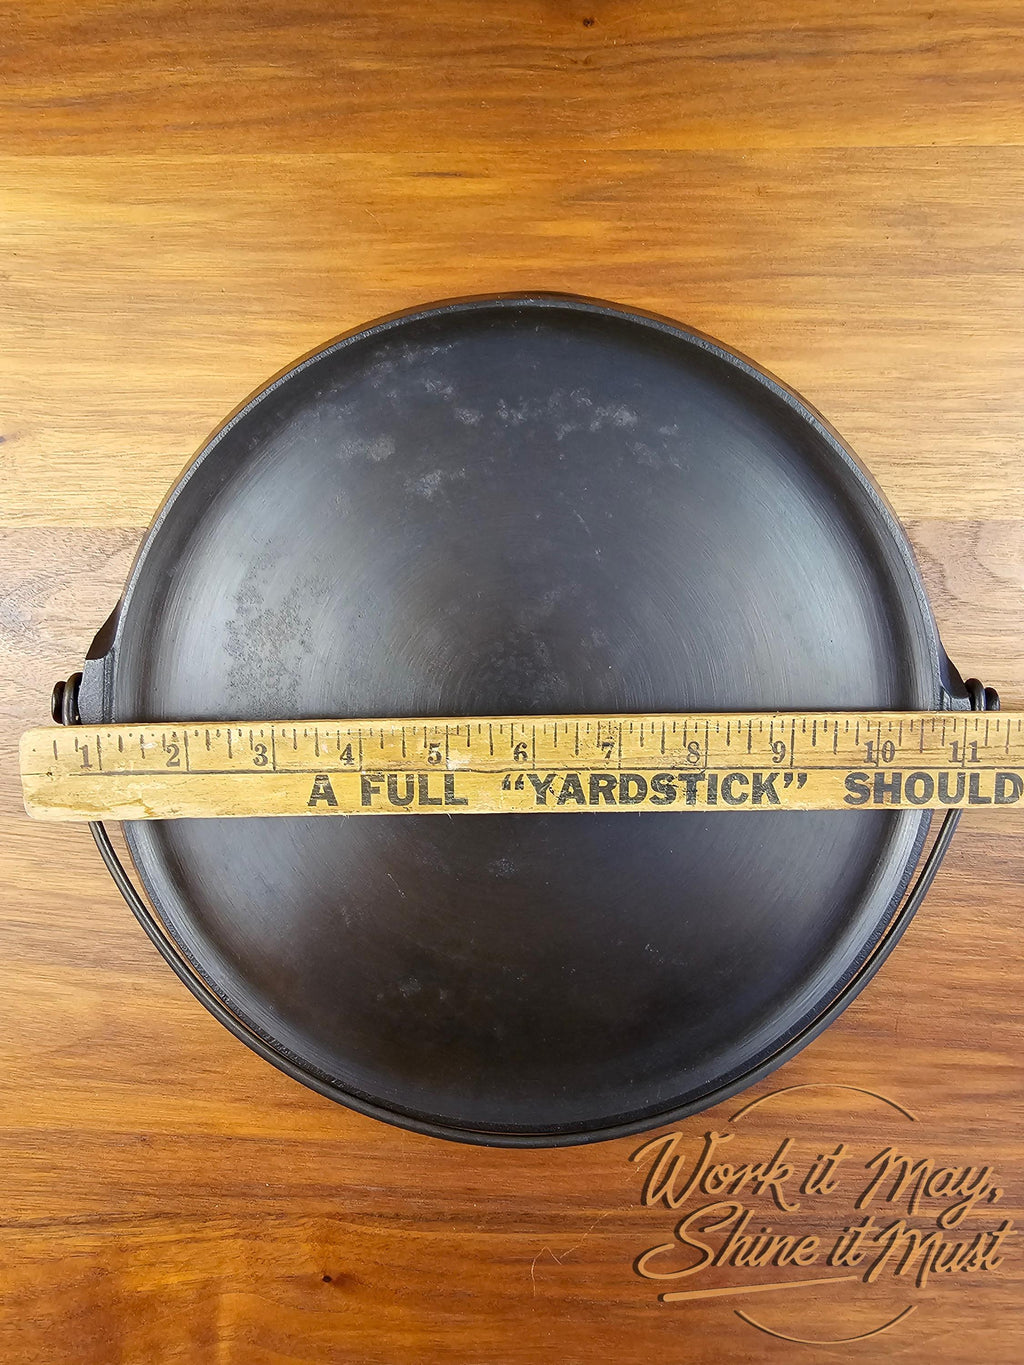 1 2 3 4 5 6 7 8 9 10 11
A FULL "YARDSTICK" SHOULD
Work it May,
Shine it Must